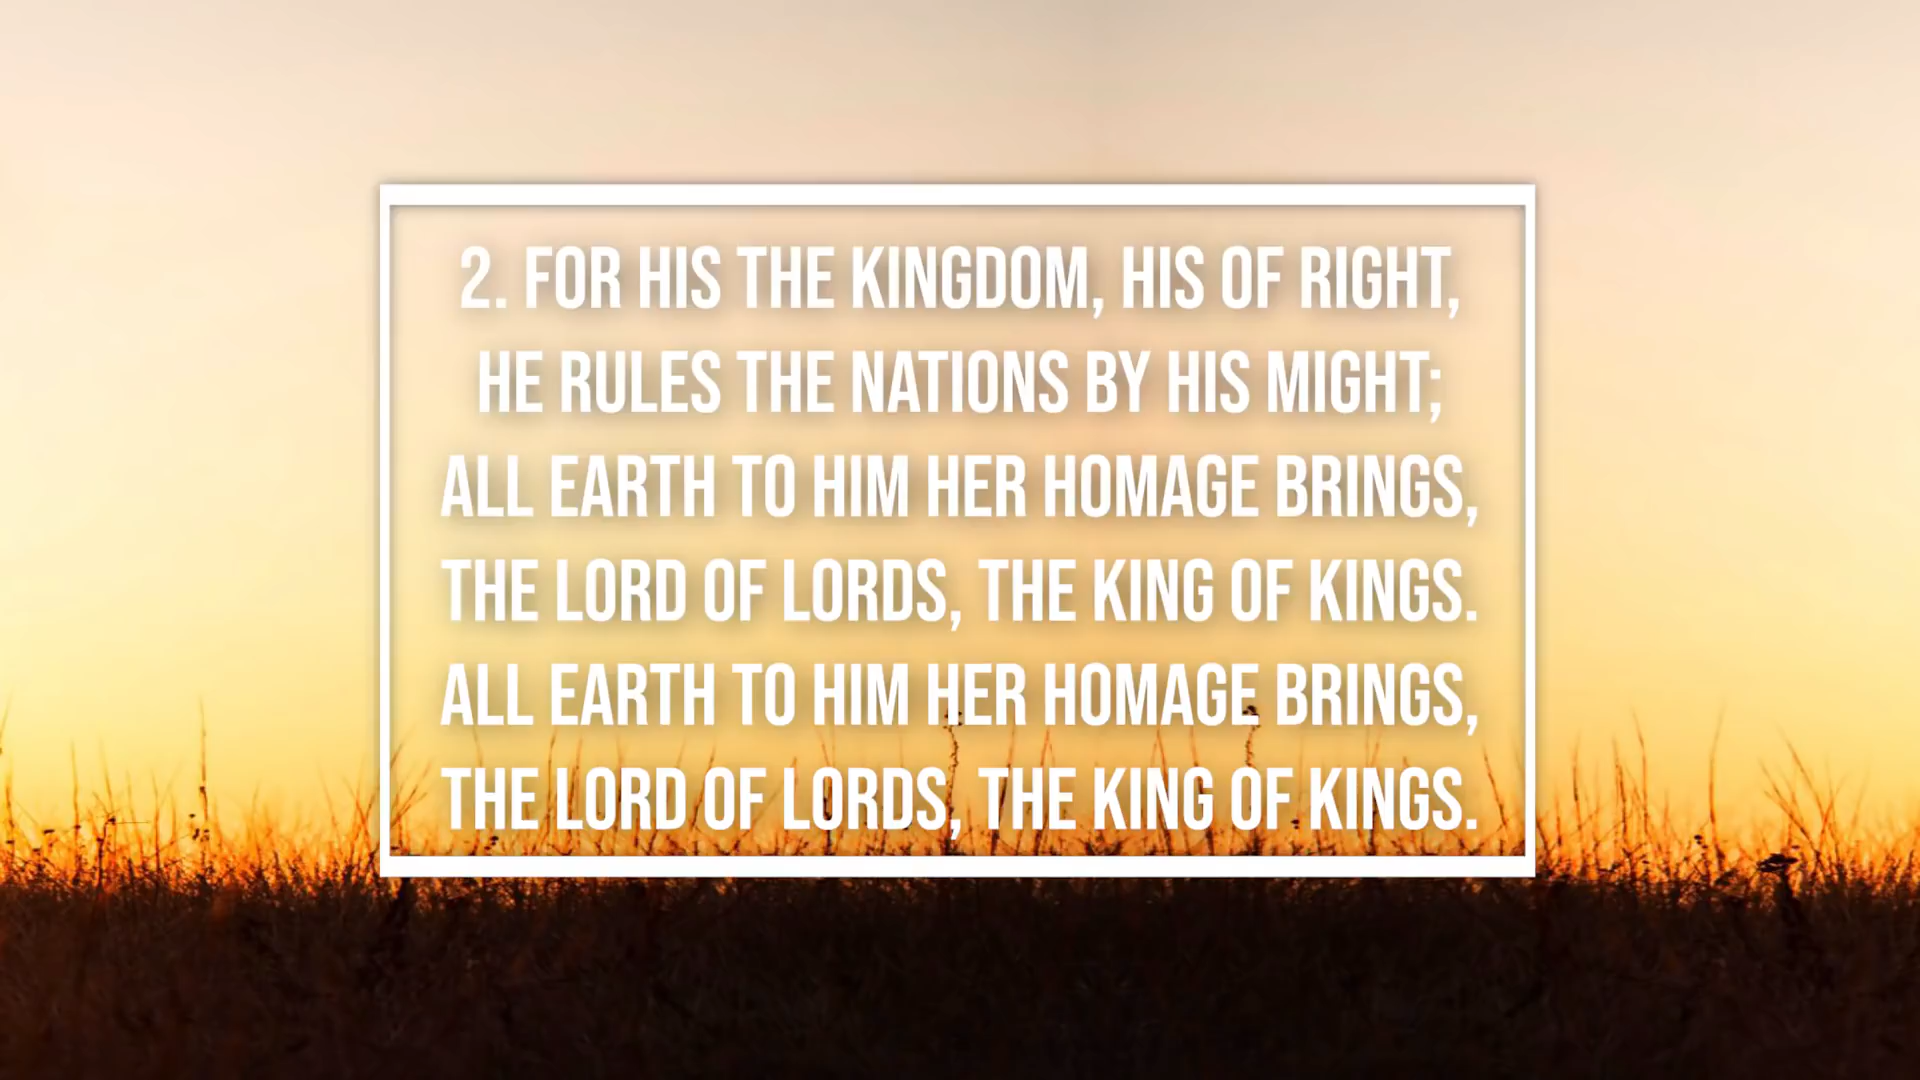 2. FOR HIS THE KINGDOM, HIS OF RIGHT,
HE RULES THE NATIONS BY HIS MIGHT;
ALL EARTH TO HIM HER HOMAGE BRINGS,
THE LORD OF LORDS, THE KING OF KINGS.
ALL EARTH TO HIM HER HOMAGE BRINGS,
THE LORD OF LORDS, THE KING OF KINGS.